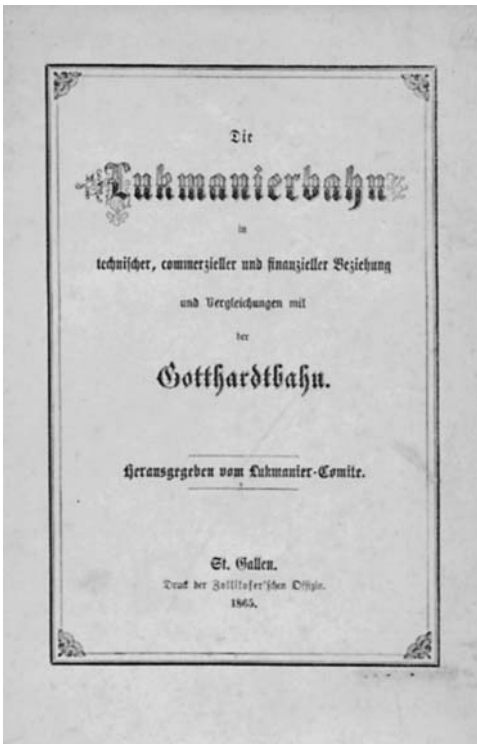 Die
Lukmanierbahn
in
technischer, commerzieller und finanzieller Beziehung
und Vergleichungen mit
der
Gotthardtbahn.
Herausgegeben vom Lukmanier-Comite.
St. Gallen.
Druck der Zollikofer'schen Offizin.
1865.